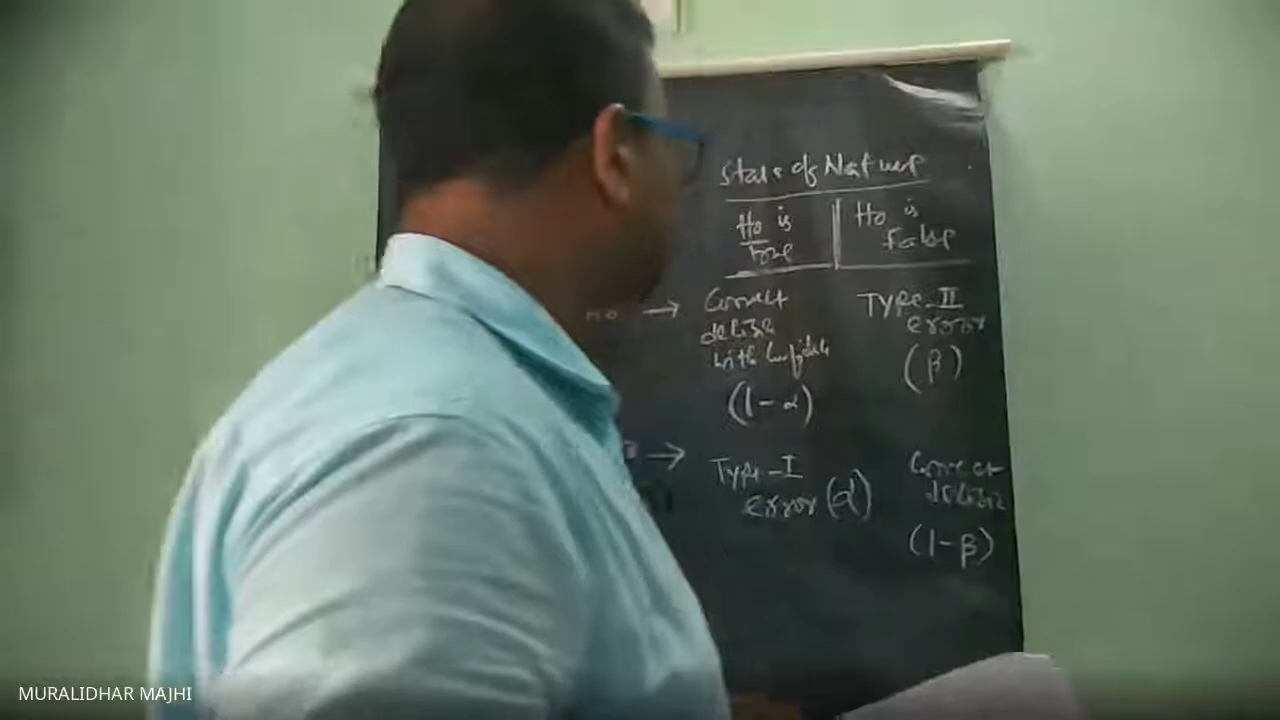 State of Nature
Ho is true
Ho is False
Ho → Correct
decision
with confidence
(1-α)
Type-II
error
(β)
→ Type-I
error (α)
Correct
decision
(1-β)
MURALIDHAR MAJHI